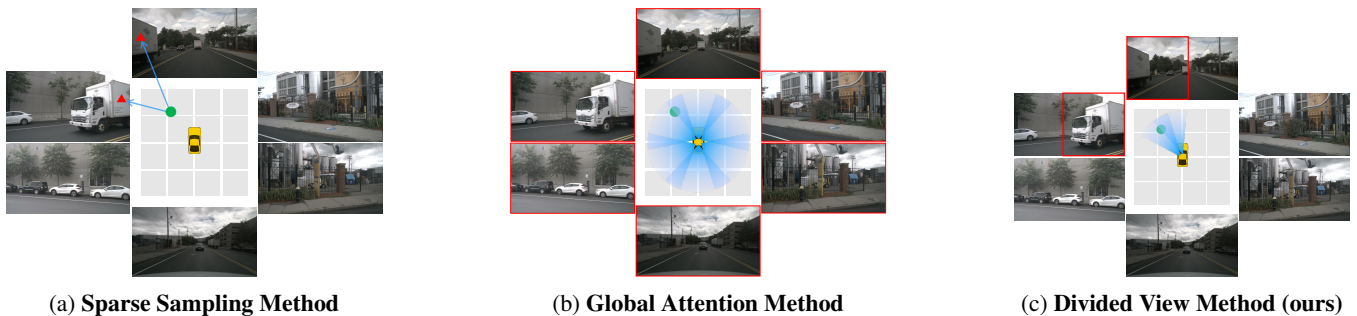 (a) Sparse Sampling Method
(b) Global Attention Method
(c) Divided View Method (ours)